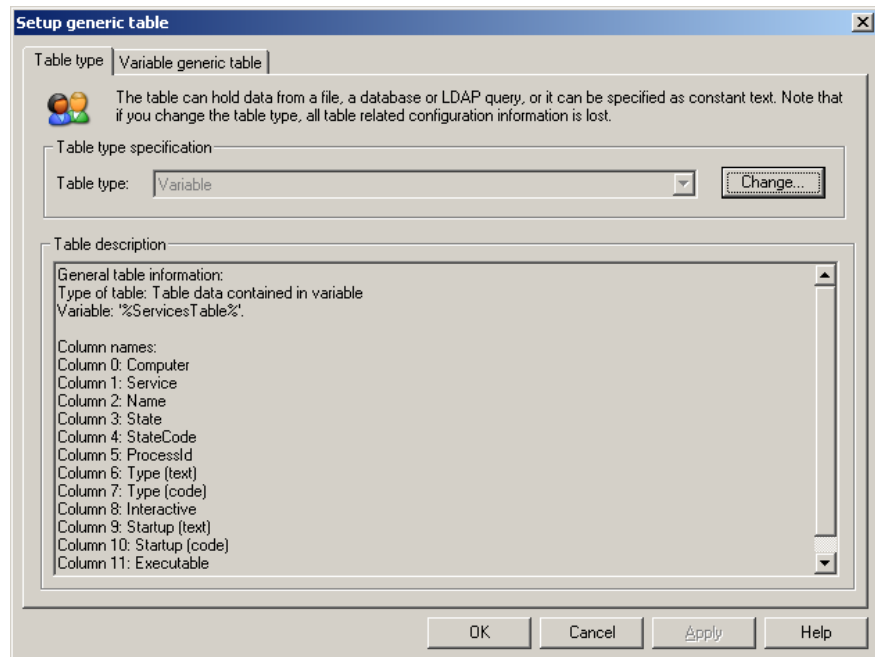 Setup generic table
Table type
Variable generic table
The table can hold data from a file, a database or LDAP query, or it can be specified as constant text. Note that
if you change the table type, all table related configuration information is lost.
Table type specification
Table type:
Variable
Change...
Table description
General table information:
Type of table: Table data contained in variable
Variable: '%ServicesTable%'.
Column names:
Column 0: Computer
Column 1: Service
Column 2: Name
Column 3: State
Column 4: StateCode
Column 5: ProcessId
Column 6: Type (text)
Column 7: Type (code)
Column 8: Interactive
Column 9: Startup (text)
Column 10: Startup (code)
Column 11: Executable
OK
Cancel
Apply
Help